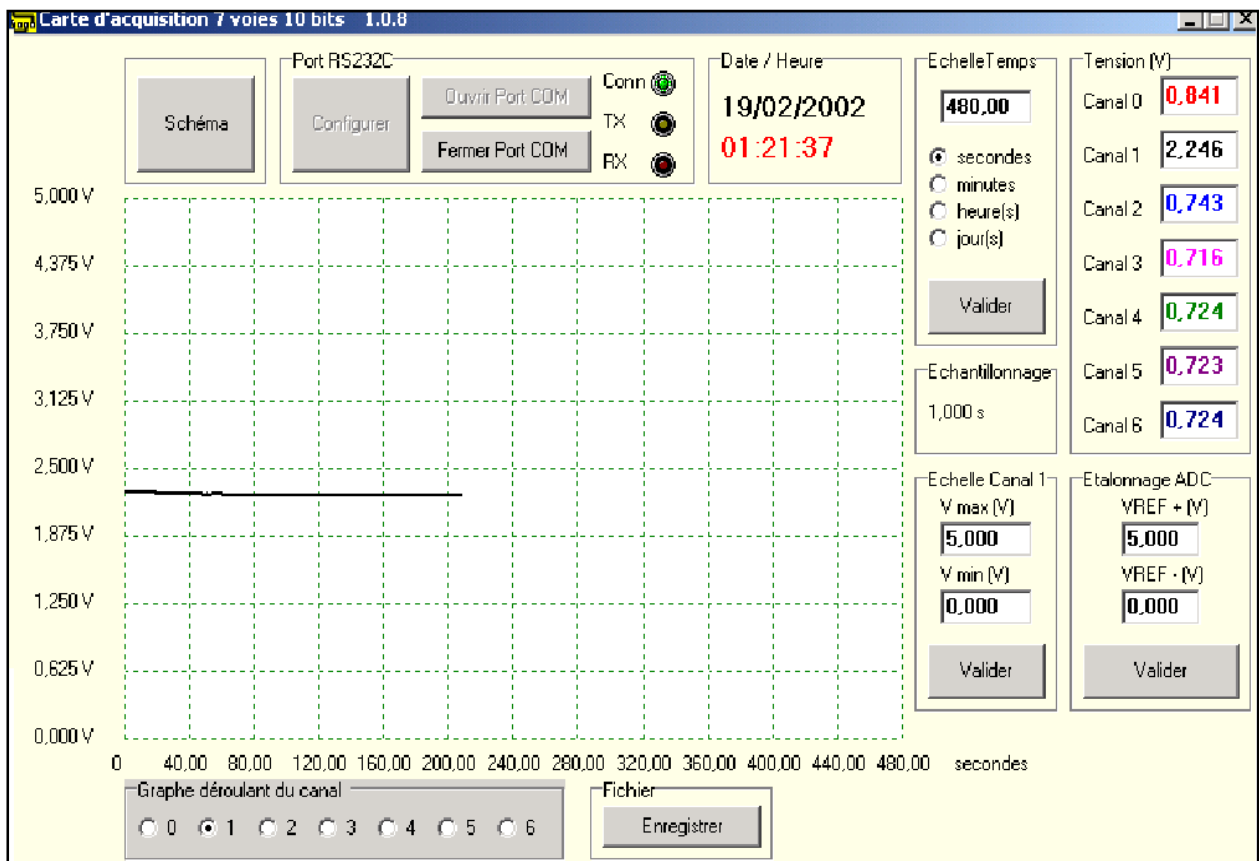 Carte d'acquisition 7 voies 10 bits 1.0.8
Schéma
Port RS232C
Configurer
Ouvrir Port COM
Fermer Port COM
Conn
TX
RX
Date / Heure
19/02/2002
01:21:37
Echelle Temps
480,00
secondes
minutes
heure(s)
jour(s)
Valider
Echantillonnage
1,000 s
Tension (V)
Canal 0 0,841
Canal 1 2,246
Canal 2 0,743
Canal 3 0,716
Canal 4 0,724
Canal 5 0,723
Canal 6 0,724
5,000 V
4,375 V
3,750 V
3,125 V
2,500 V
1,875 V
1,250 V
0,625 V
0,000 V
0 40,00 80,00 120,00 160,00 200,00 240,00 280,00 320,00 360,00 400,00 440,00 480,00 secondes
Echelle Canal 1
V max (V)
5,000
V min (V)
0,000
Valider
Etalonnage ADC
VREF + (V)
5,000
VREF - (V)
0,000
Valider
Graphe déroulant du canal
0 1 2 3 4 5 6
Fichier
Enregistrer